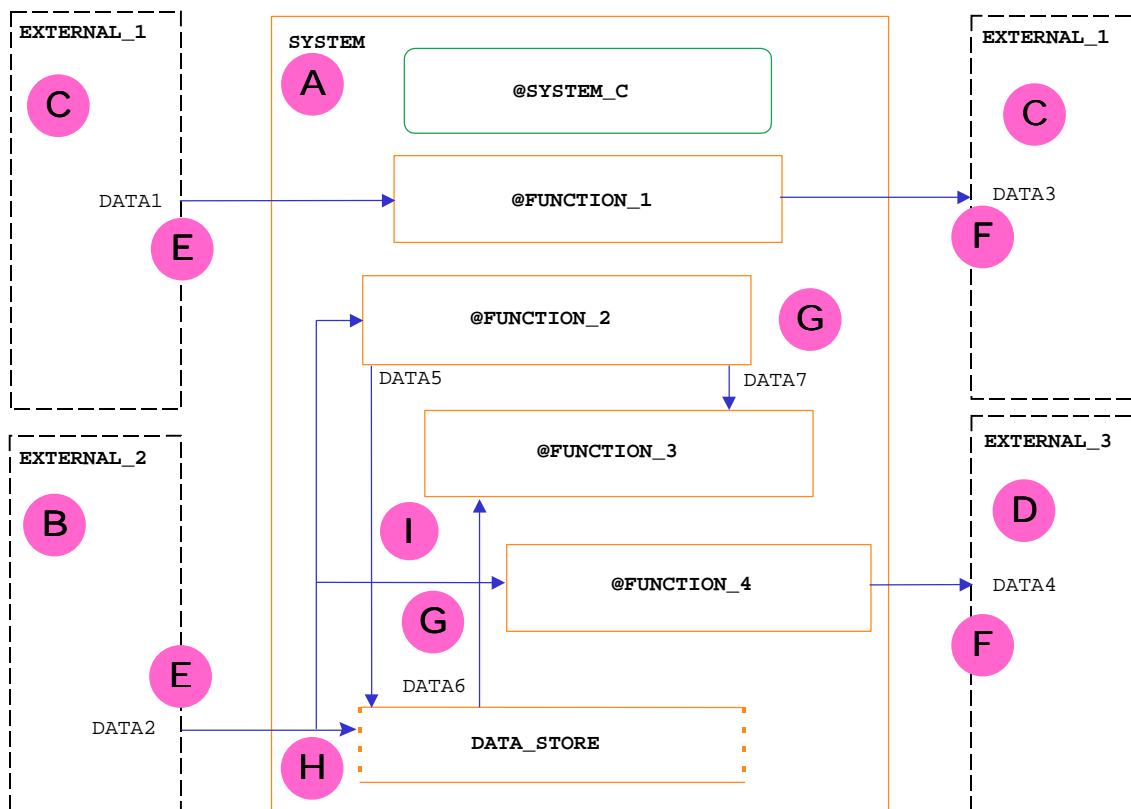 EXTERNAL_1
C
DATA1
E
EXTERNAL_2
B
E
DATA2
SYSTEM
A
@SYSTEM_C
@FUNCTION_1
@FUNCTION_2
G
DATA5
DATA7
@FUNCTION_3
I
@FUNCTION_4
G
DATA6
DATA_STORE
H
EXTERNAL_1
C
DATA3
F
EXTERNAL_3
D
DATA4
F